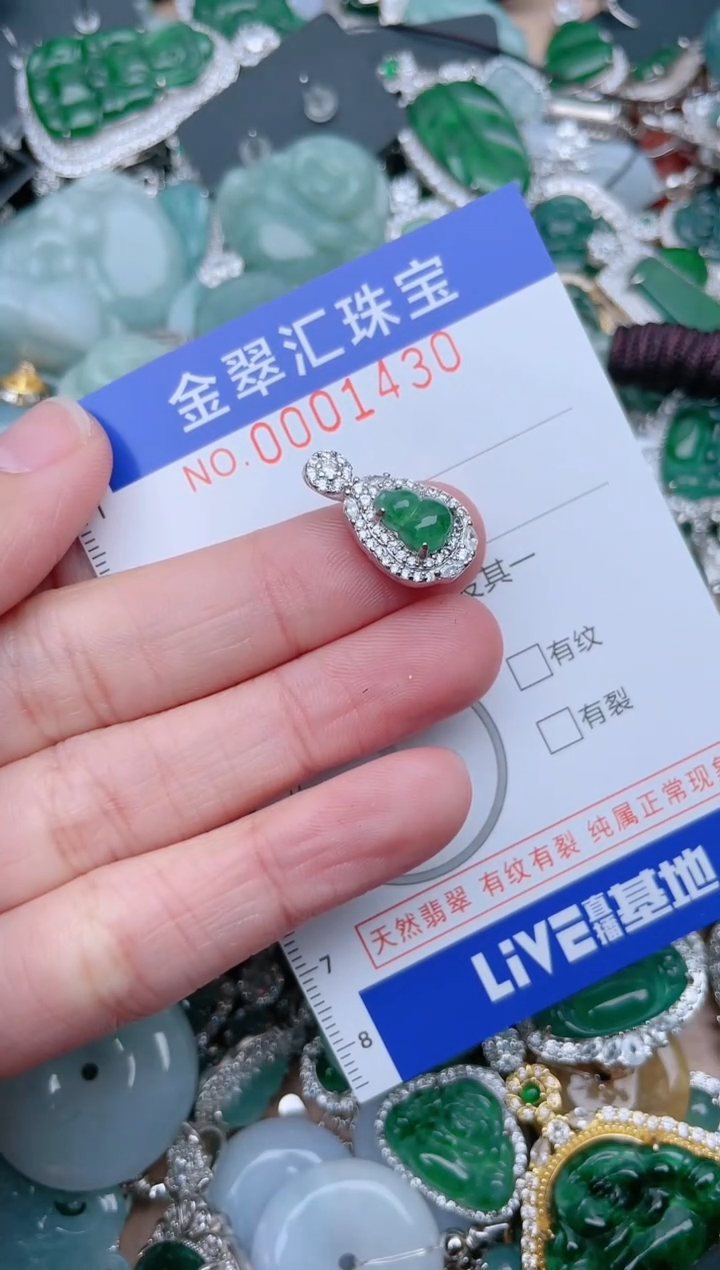 金翠汇珠宝
NO.0001430
及其一
有纹
有裂
天然翡翠 有纹有裂 纯属正常现
LiVE直播基地
7
8